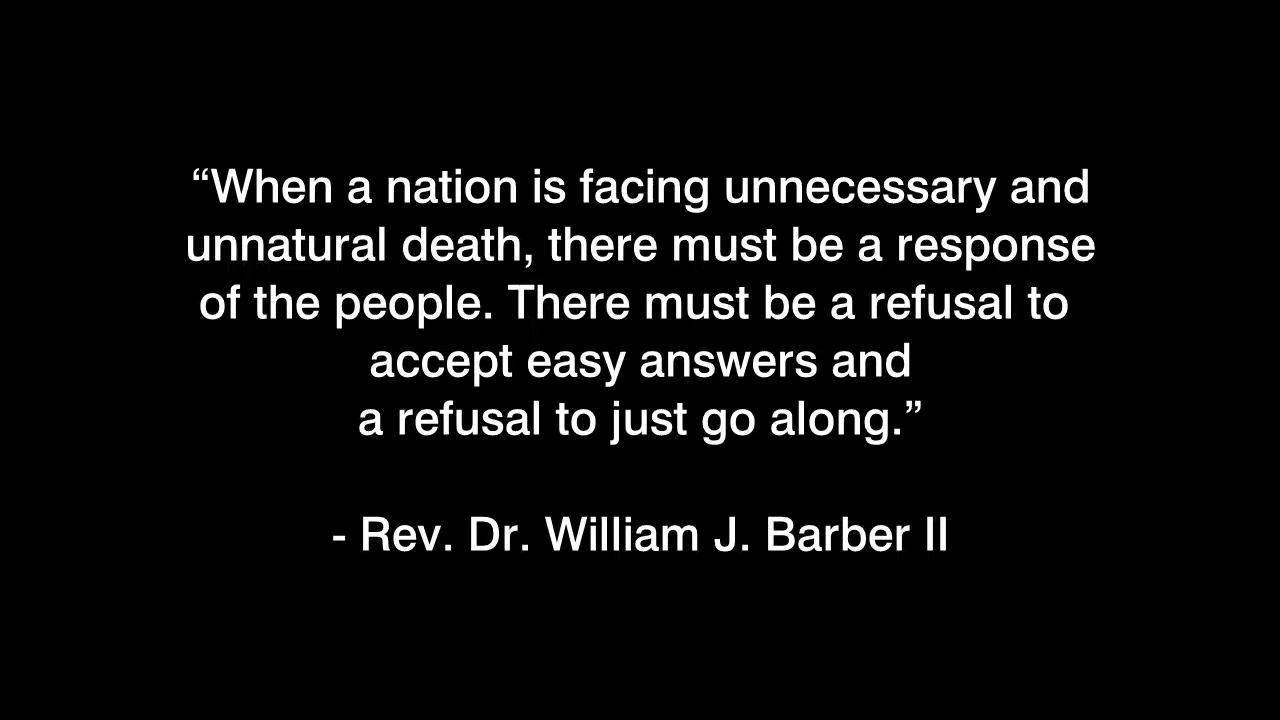 “When a nation is facing unnecessary and
unnatural death, there must be a response
of the people. There must be a refusal to
accept easy answers and
a refusal to just go along.”
- Rev. Dr. William J. Barber II